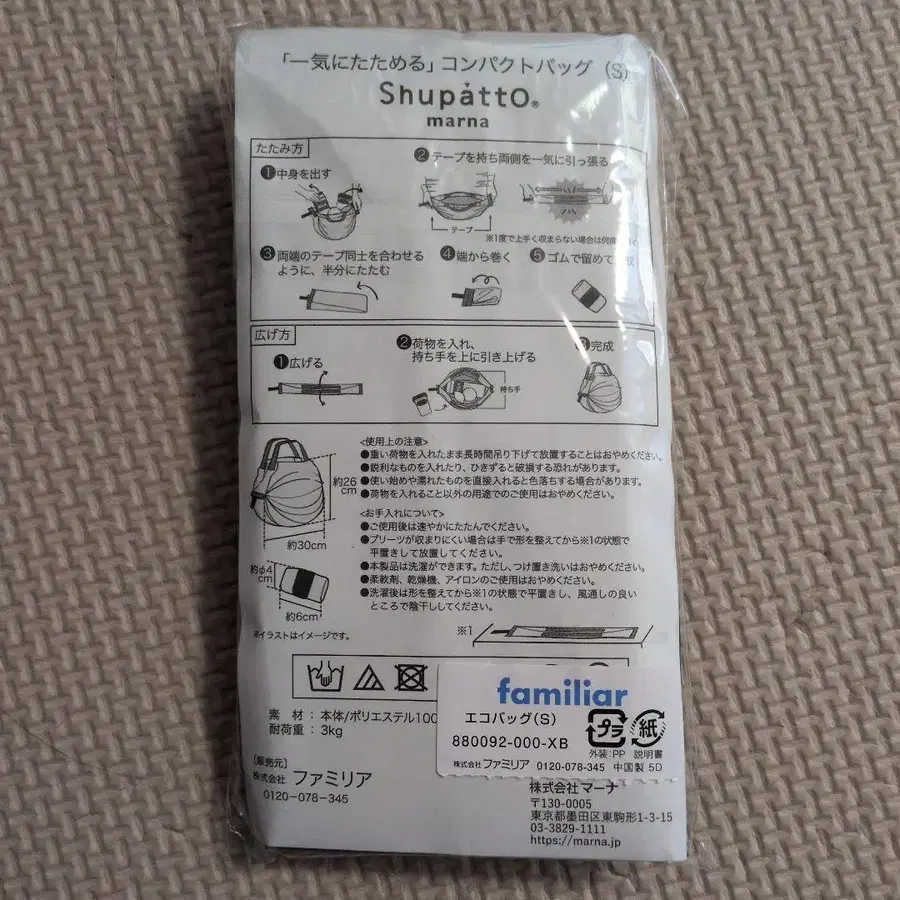 「一気にたためる」コンパクトバッグ(S)
Shupatto®
marna
たたみ方
❶中身を出す
❷テープを持ち両側を一気に引っ張る
テープ
※1度で上手く収まらない場合は何度
❸両端のテープ同士を合わせる
ように、半分にたたむ
❹端から巻く
❺ゴムで留めて
広げ方
❶広げる
❷荷物を入れ、
持ち手を上に引き上げる
持ち手
完成
約26
cm
約30cm
約φ4
cm
約6cm
※イラストはイメージです。
<使用上の注意>
●重い荷物を入れたまま長時間吊り下げて放置することはおやめください。
●鋭利なものを入れたり、ひきずると破損する恐れがあります。
●使い始めや濡れたものを直接入れると色落ちする場合があります。
●荷物を入れること以外の用途でのご使用はおやめください。
<お手入れについて>
●ご使用後は速やかにたたんでください。
●プリーツが収まりにくい場合は手で形を整えてから※1の状態で
平置きして放置してください。
●本製品は洗濯ができます。ただし、つけ置き洗いはおやめください。
●柔軟剤、乾燥機、アイロンのご使用はおやめください。
●洗濯後は形を整えてから※1の状態で平置きし、風通しの良い
ところで陰干ししてください。
※1
素材:本体/ポリエステル100
耐荷重:3kg
[販売元]
株式会社 ファミリア
0120-078-345
familiar
エコバッグ(S)
880092-000-XB
プラ
紙
外装:PP 説明書
株式会社 ファミリア 0120-078-345 中国製 5D
株式会社 マーナ
〒130-0005
東京都墨田区東駒形1-3-15
03-3829-1111
https://marna.jp